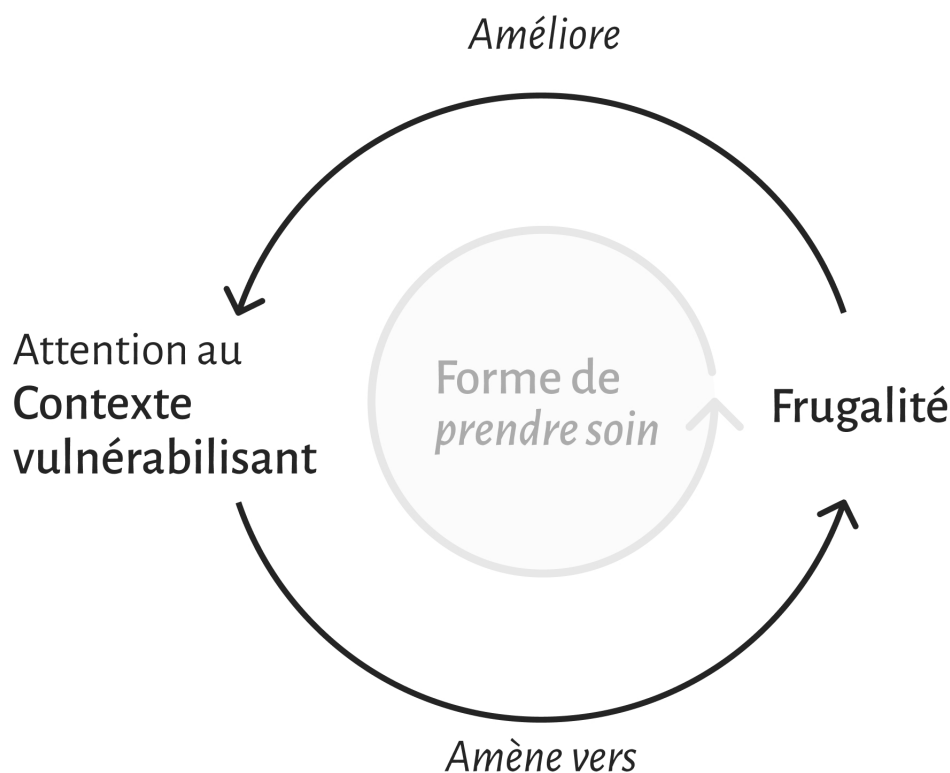 Améliore
Attention au
Contexte
vulnérabilisant
Forme de
prendre soin
Frugalité
Amène vers